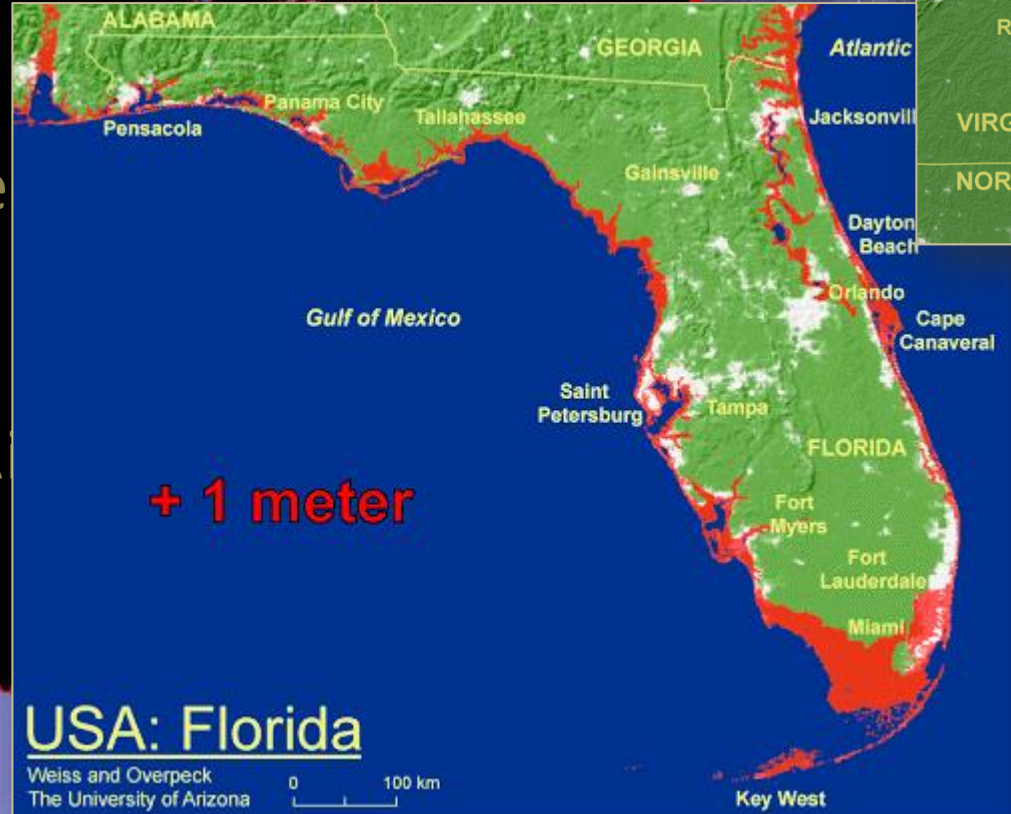 ALABAMA
GEORGIA
Atlantic
Pensacola
Panama City
Tallahassee
Jacksonvill
Gainsville
Dayton
Beach
Orlando
Cape
Canaveral
Gulf of Mexico
Saint
Petersburg
Tampa
FLORIDA
+ 1 meter
Fort
Myers
Fort
Lauderdale
Miami
USA: Florida
Weiss and Overpeck
The University of Arizona
0 100 km
Key West
R
VIRG
NOR